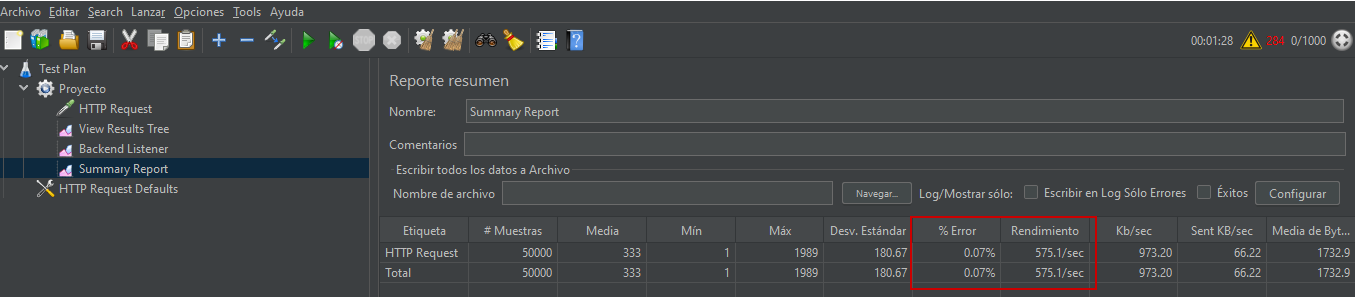 Archivo Editar Search Lanzar Opciones Tools Ayuda
00:01:28 284 0/1000
Test Plan
Proyecto
HTTP Request
View Results Tree
Backend Listener
Summary Report
HTTP Request Defaults
Reporte resumen
Nombre: Summary Report
Comentarios
Escribir todos los datos a Archivo
Nombre de archivo Navegar... Log/Mostrar sólo: Escribir en Log Sólo Errores Éxitos Configurar
Etiqueta # Muestras Media Mín Máx Desv. Estándar % Error Rendimiento Kb/sec Sent KB/sec Media de Byt...
HTTP Request 50000 333 1 1989 180.67 0.07% 575.1/sec 973.20 66.22 1732.9
Total 50000 333 1 1989 180.67 0.07% 575.1/sec 973.20 66.22 1732.9